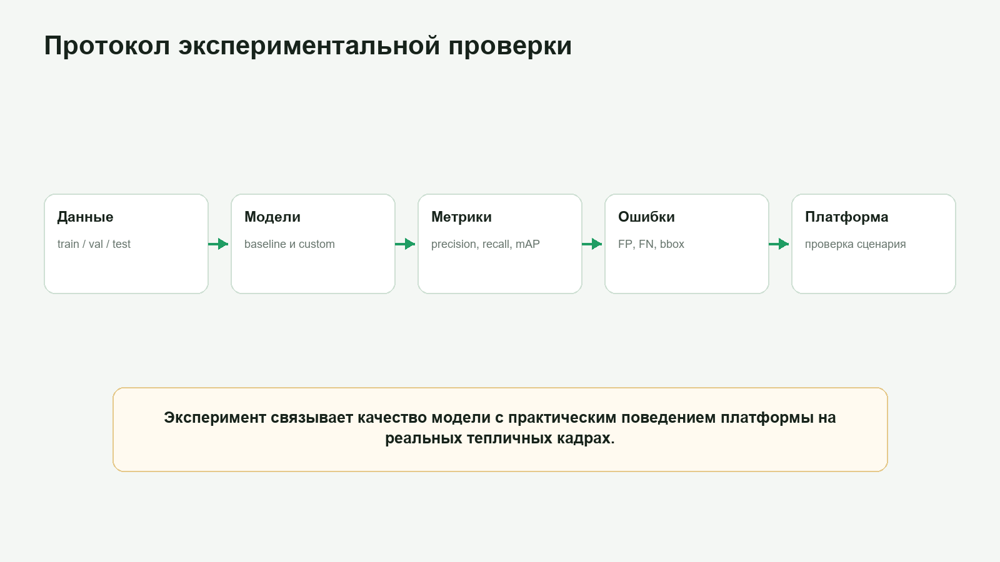 Протокол экспериментальной проверки
Данные
train / val / test
Модели
baseline и custom
Метрики
precision, recall, mAP
Ошибки
FP, FN, bbox
Платформа
проверка сценария
Эксперимент связывает качество модели с практическим поведением платформы на
реальных тепличных кадрах.